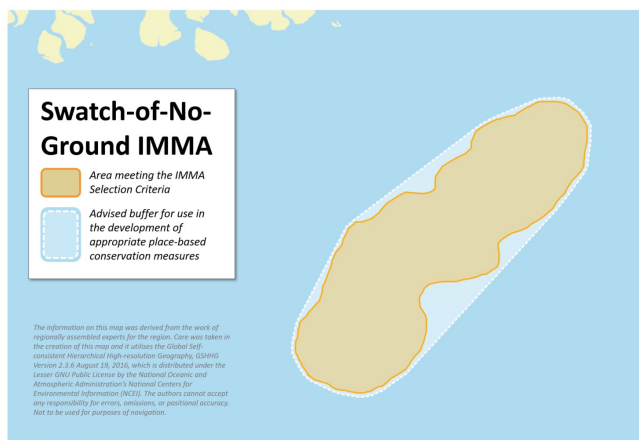 Swatch-of-No-
Ground IMMA
Area meeting the IMMA
Selection Criteria
Advised buffer for use in
the development of
appropriate place-based
conservation measures
The information on this map was derived from the work of
regionally assembled experts for the region. Care was taken in
the creation of this map and it utilises the Global Self-
consistent Hierarchical High-resolution Geography, GSHHG
Version 2.3.6 August 19, 2016, which is distributed under the
Lesser GNU Public License by the National Oceanic and
Atmospheric Administration's National Centers for
Environmental Information (NCEI). The authors cannot accept
any responsibility for errors, omissions, or positional accuracy.
Not to be used for purposes of navigation.